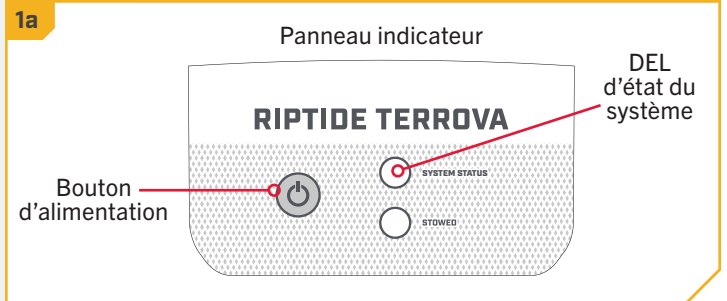 1a
Panneau indicateur
DEL
d'état du
système
RIPTIDE TERROVA
SYSTEM STATUS
Bouton
d'alimentation
STOWED